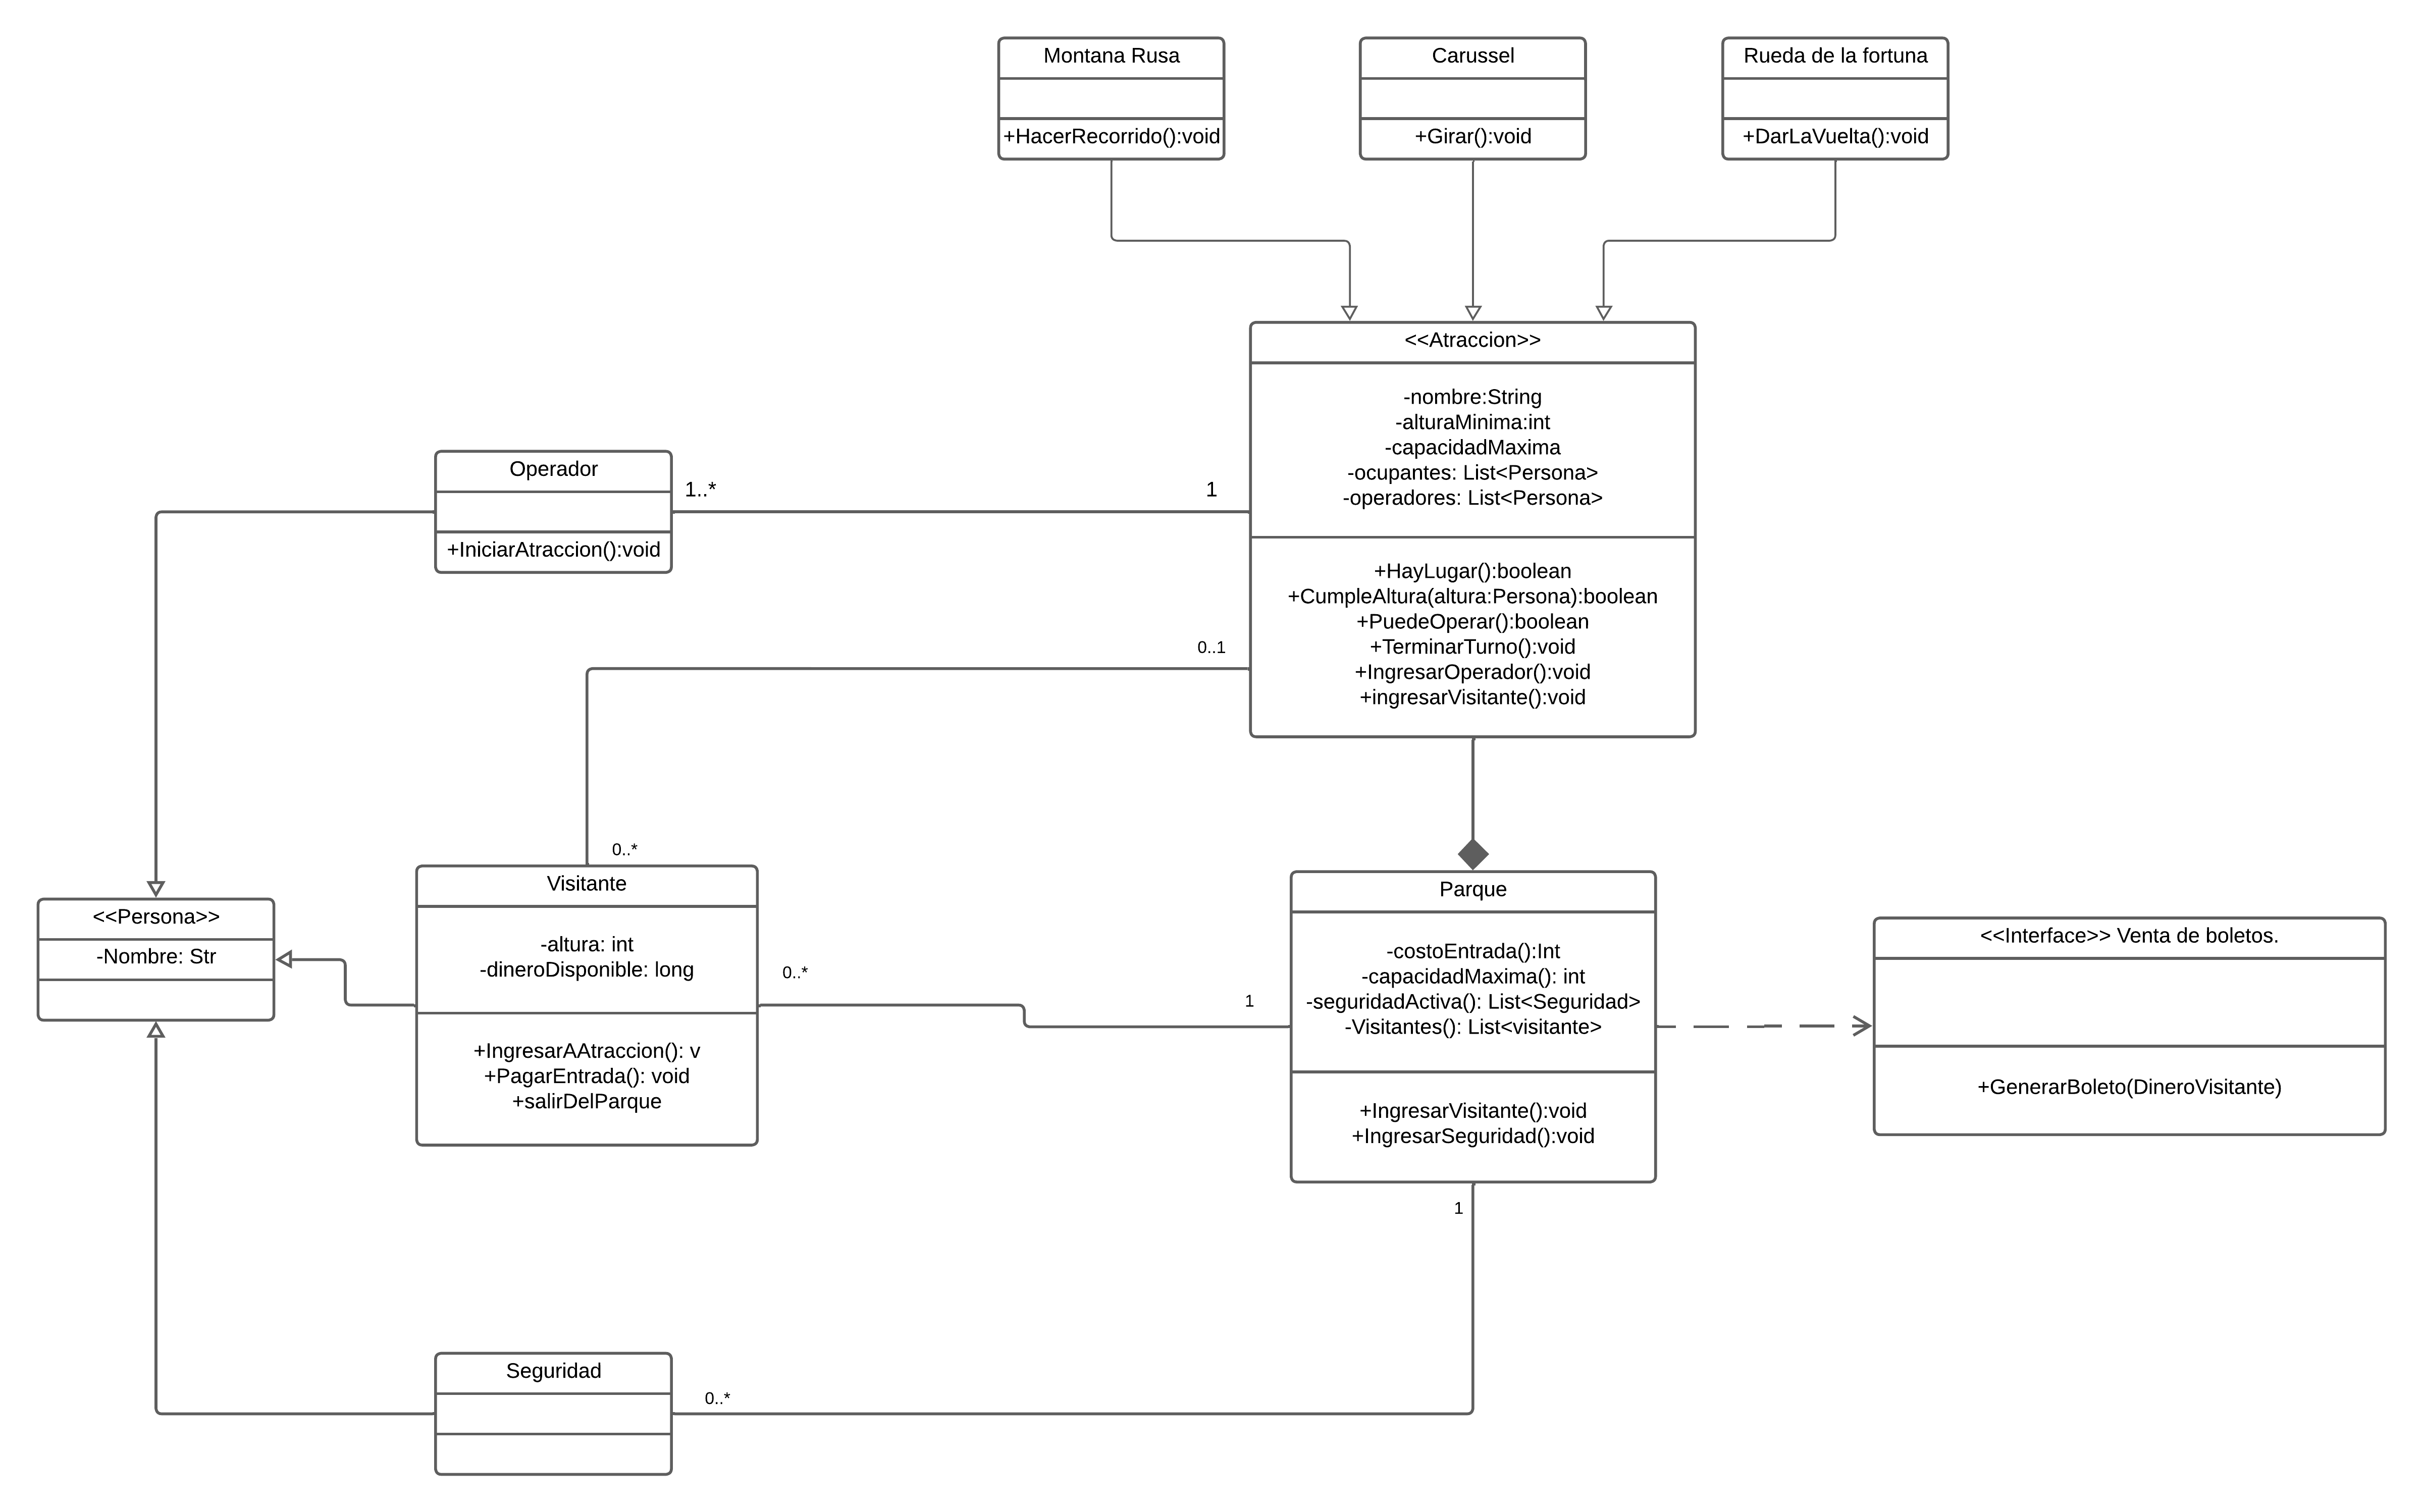 Montana Rusa
+HacerRecorrido():void
Carussel
+Girar():void
Rueda de la fortuna
+DarLaVuelta():void
<<Atraccion>>
-nombre:String
-alturaMinima:int
-capacidadMaxima
-ocupantes: List<Persona>
-operadores: List<Persona>
+HayLugar():boolean
+CumpleAltura(altura:Persona):boolean
+PuedeOperar():boolean
+TerminarTurno():void
+IngresarOperador():void
+ingresarVisitante():void
Operador
+IniciarAtraccion():void
1..*
1
0..1
0..*
<<Persona>>
-Nombre: Str
Visitante
-altura: int
-dineroDisponible: long
+IngresarAAtraccion(): v
+PagarEntrada(): void
+salirDelParque
0..*
1
Parque
-costoEntrada():Int
-capacidadMaxima(): int
-seguridadActiva(): List<Seguridad>
-Visitantes(): List<visitante>
+IngresarVisitante():void
+IngresarSeguridad():void
<<Interface>> Venta de boletos.
+GenerarBoleto(DineroVisitante)
1
Seguridad
0..*